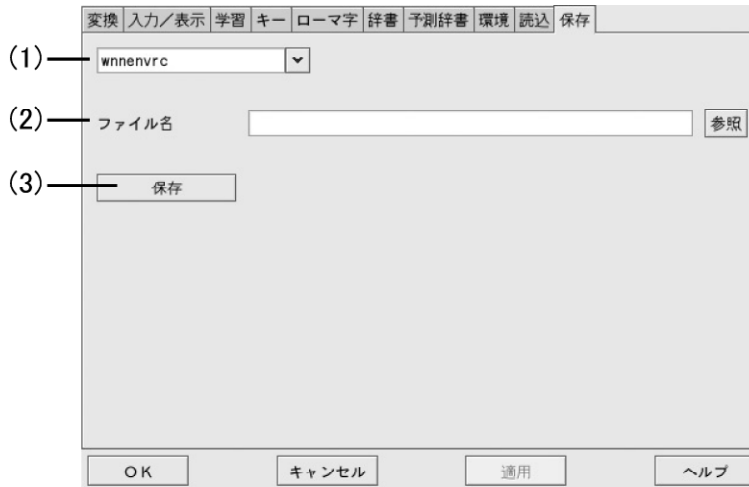 変換 入力／表示 学習 キー ローマ字 辞書 予測辞書 環境 読込 保存
(1) wnnenvrc
(2) ファイル名 参照
(3) 保存
ＯＫ キャンセル 適用 ヘルプ